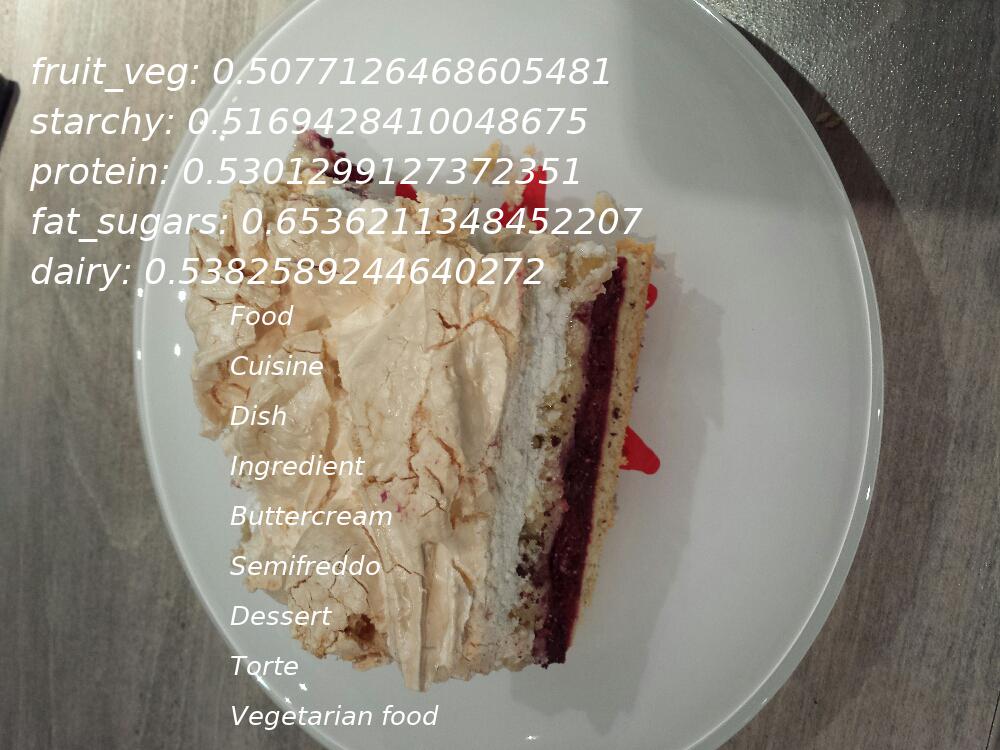 fruit_veg: 0.5077126468605481
starchy: 0.5169428410048675
protein: 0.5301299127372351
fat_sugars: 0.6536211348452207
dairy: 0.5382589244640272
Food
Cuisine
Dish
Ingredient
Buttercream
Semifreddo
Dessert
Torte
Vegetarian food